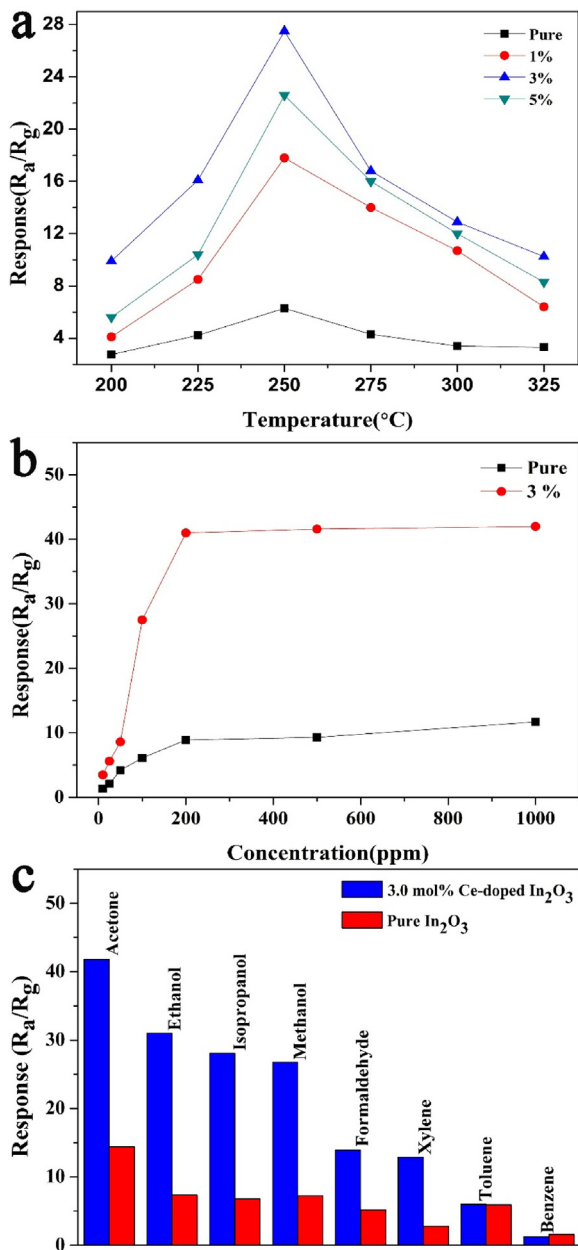 a
Pure
1%
3%
5%
28
24
20
16
12
8
4
Response(Ra/Rg)
200 225 250 275 300 325
Temperature(°C)
b
Pure
3 %
50
40
30
20
10
0
Response(Ra/Rg)
0 200 400 600 800 1000
Concentration(ppm)
c
3.0 mol% Ce-doped In2O3
Pure In2O3
50
40
30
20
10
0
Response (Ra/Rg)
Acetone
Ethanol
Isopropanol
Methanol
Formaldehyde
Xylene
Toluene
Benzene